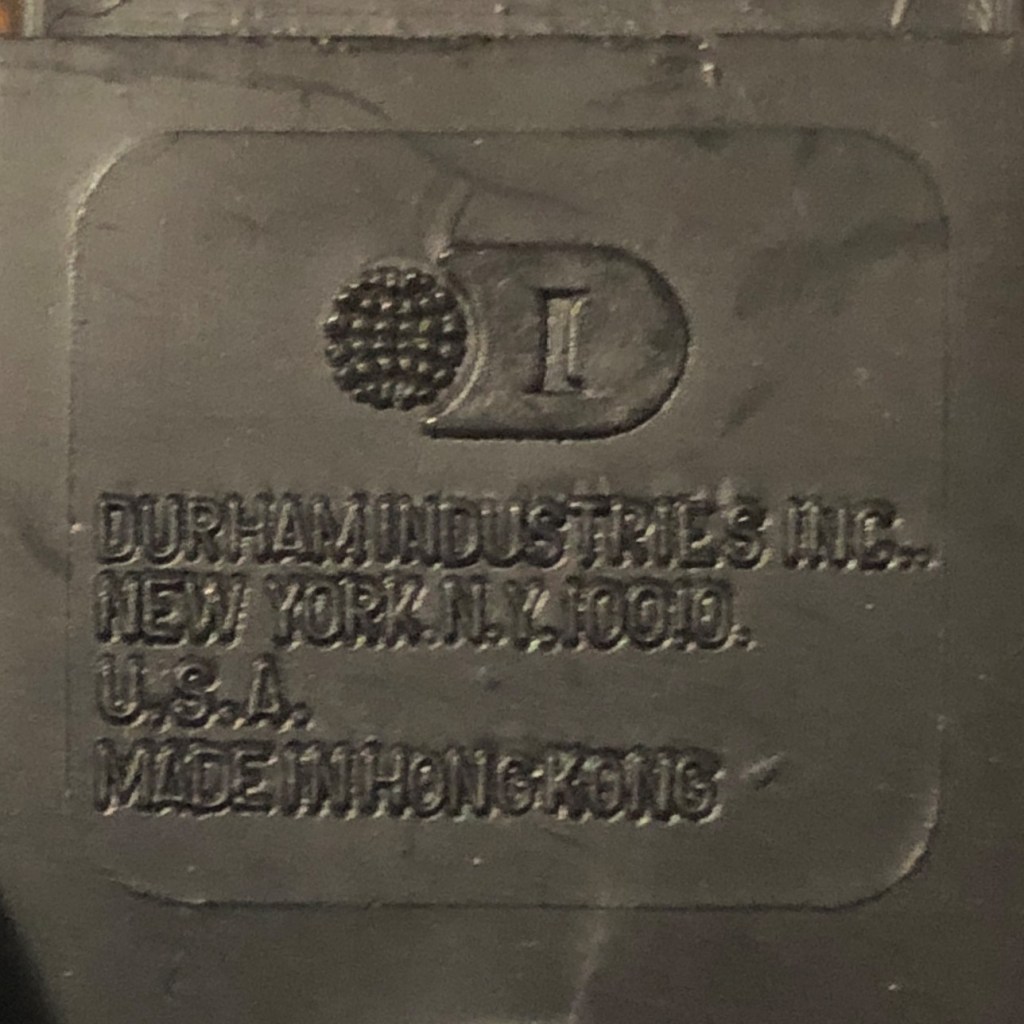 I
DURHAM INDUSTRIES INC..
NEW YORK.N.Y.10010.
U.S.A.
MADE IN HONG KONG